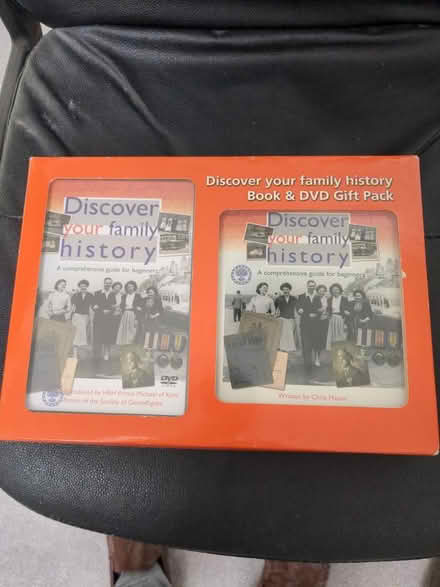 Discover your family history
Book & DVD Gift Pack
Discover
your family
history
A comprehensive guide for beginners
DVD
Introduced by HRH Prince Michael of Kent
Patron of the Society of Genealogists
Discover
your family
history
A comprehensive guide for beginners
Written by Chris Mason